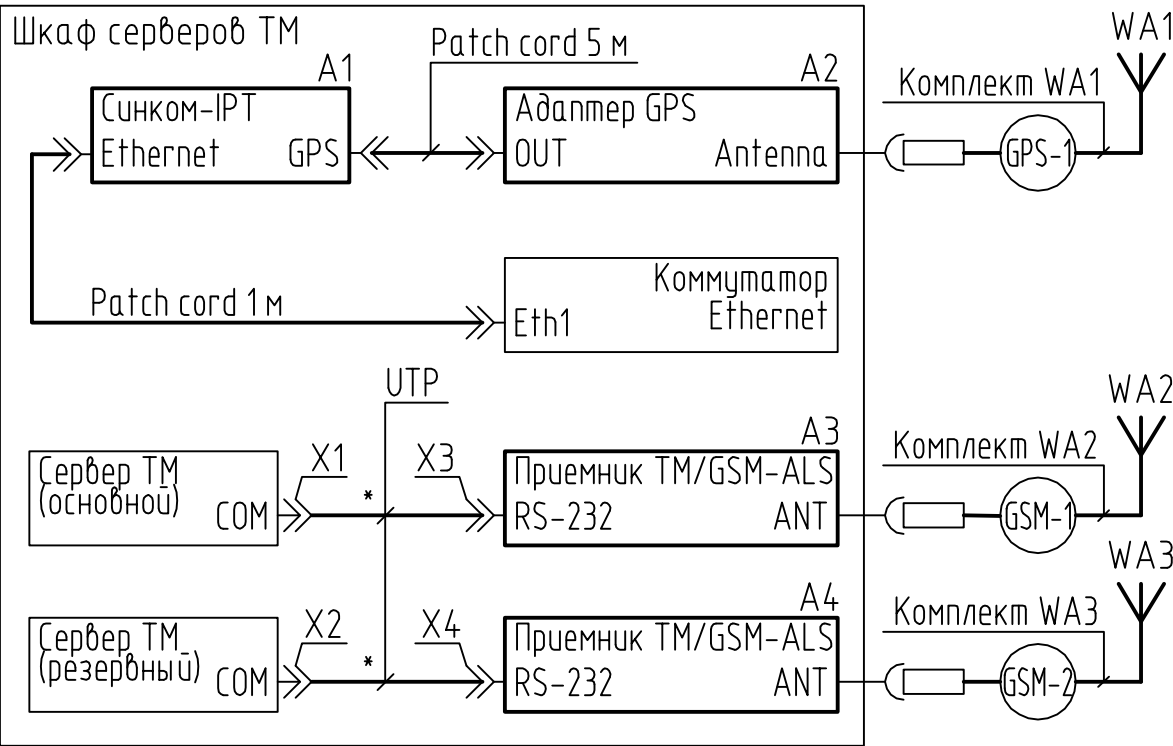 Шкаф серверов ТМ
Patch cord 5 м
WA1
A1
A2
Комплект WA1
Синком-IPT
Ethernet
GPS
Адаптер GPS
OUT
Antenna
GPS-1
Patch cord 1 м
Коммутатор
Ethernet
Eth1
UTP
WA2
A3
Комплект WA2
Сервер ТМ
(основной)
COM
X1
*
X3
Приемник ТМ/GSM-ALS
RS-232
ANT
GSM-1
WA3
A4
Комплект WA3
Сервер ТМ
(резервный)
COM
X2
*
X4
Приемник ТМ/GSM-ALS
RS-232
ANT
GSM-2